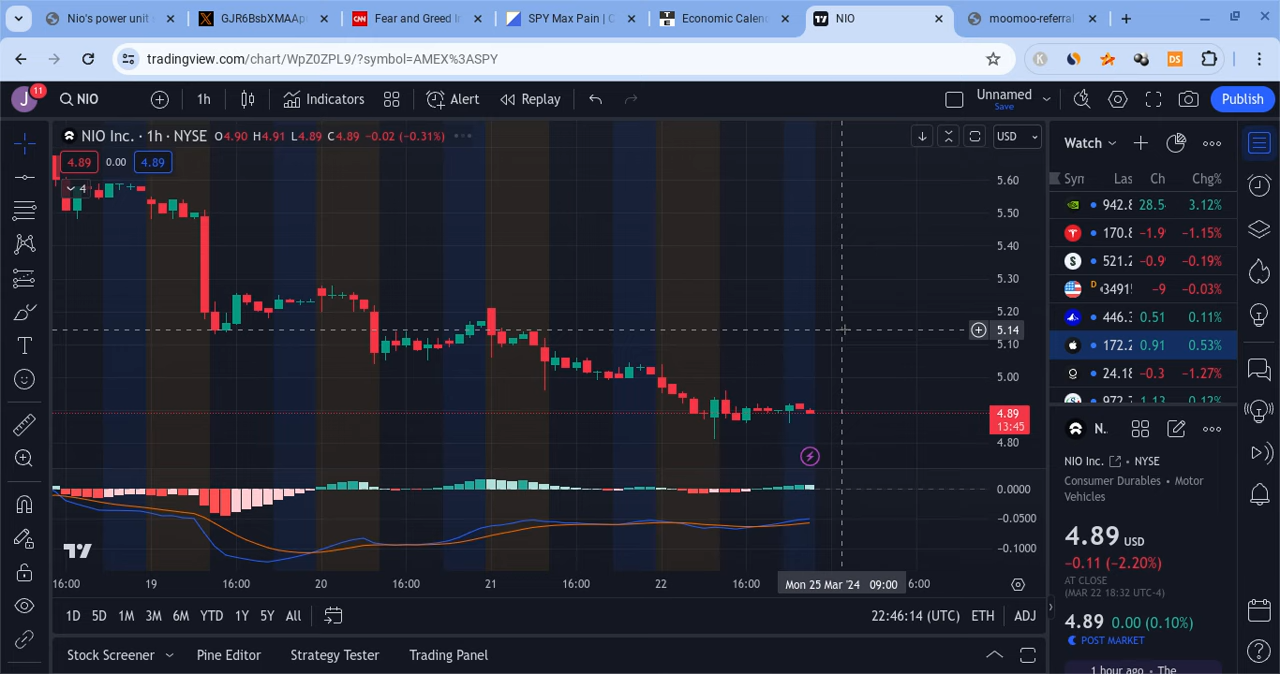 Nio's power unit s
GJR6BsbXMAAp
Fear and Greed I
SPY Max Pain | C
Economic Calen
NIO
moomoo-referral
tradingview.com/chart/WpZ0ZPL9/?symbol=AMEX%3ASPY
J 11 NIO 1h Indicators Alert Replay Unnamed Save Publish
NIO Inc. · 1h · NYSE O4.90 H4.91 L4.89 C4.89 −0.02 (−0.31%) USD
4.89 0.00 4.89
4
5.60
5.50
5.40
5.30
5.20
5.14
5.10
5.00
4.89
13:45
4.80
0.0000
−0.0500
−0.1000
16:00 19 16:00 20 16:00 21 16:00 22 16:00 Mon 25 Mar '24 09:00 6:00
1D 5D 1M 3M 6M YTD 1Y 5Y All 22:46:14 (UTC) ETH ADJ
Stock Screener Pine Editor Strategy Tester Trading Panel
Watch
Syn Las Ch Chg%
942.8 28.5 3.12%
170.8 −1.9 −1.15%
521.2 −0.9 −0.19%
D 3491 −9 −0.03%
446.3 0.51 0.11%
172.2 0.91 0.53%
24.18 −0.3 −1.27%
972.7 1.13 0.12%
N..
NIO Inc. • NYSE
Consumer Durables • Motor
Vehicles
4.89 USD
−0.11 (−2.20%)
AT CLOSE
(MAR 22 18:32 UTC-4)
4.89 0.00 (0.10%)
POST MARKET
1 hour ago • The